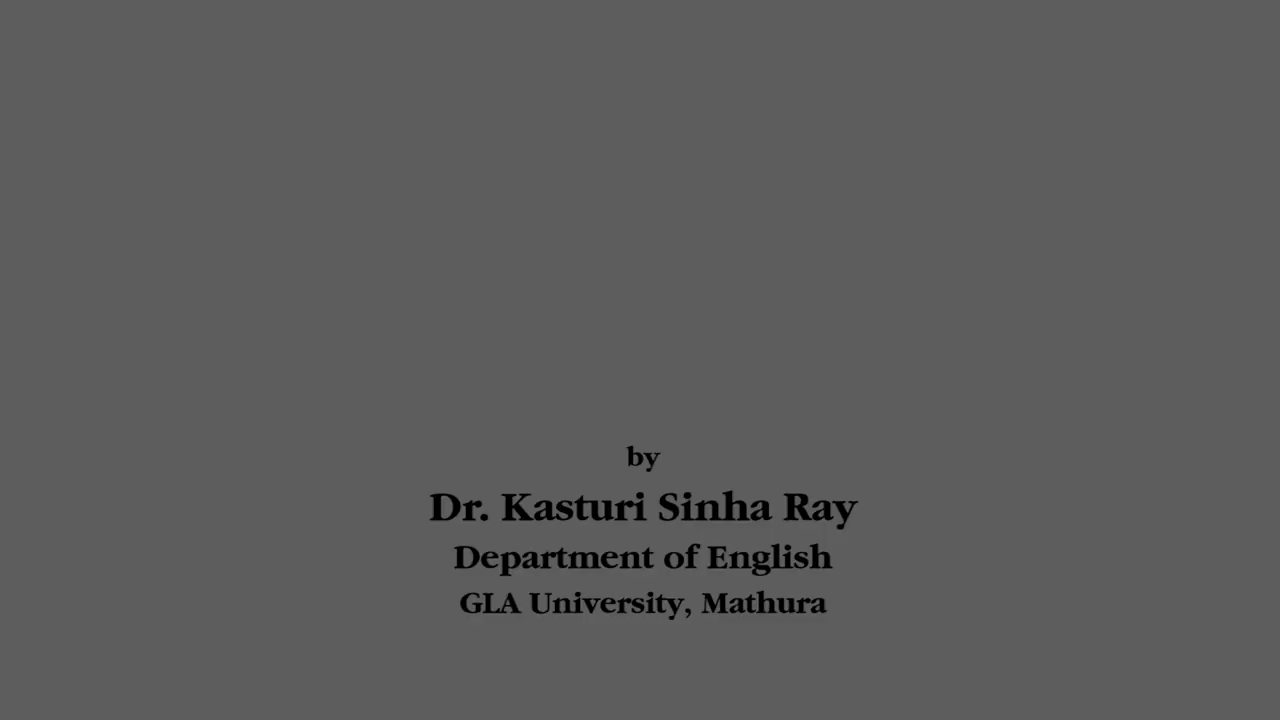 by
Dr. Kasturi Sinha Ray
Department of English
GLA University, Mathura